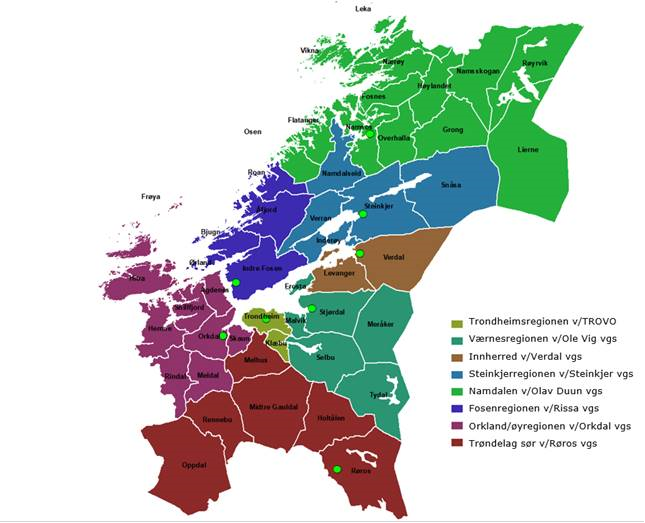 Leka
Vikna
Nærøy
Røyrvik
Namsskogan
Høylandet
Fosnes
Flatanger
Namsos
Osen
Overhalla
Grong
Lierne
Roan
Namdalseid
Snåsa
Frøya
Steinkjer
Åfjord
Verran
Bjugn
Inderøy
Verdal
Ørland
Indre Fosen
Levanger
Hitra
Agdenes
Frosta
Snillfjord
Stjørdal
Trondheim
Malvik
Meråker
Hemne
Orkdal
Skaun
Klæbu
Selbu
Melhus
Rindal
Meldal
Tydal
Midtre Gauldal
Rennebu
Holtålen
Oppdal
Røros
Trondheimsregionen v/TROVO
Værnesregionen v/Ole Vig vgs
Innherred v/Verdal vgs
Steinkjerregionen v/Steinkjer vgs
Namdalen v/Olav Duun vgs
Fosenregionen v/Rissa vgs
Orkland/øyregionen v/Orkdal vgs
Trøndelag sør v/Røros vgs